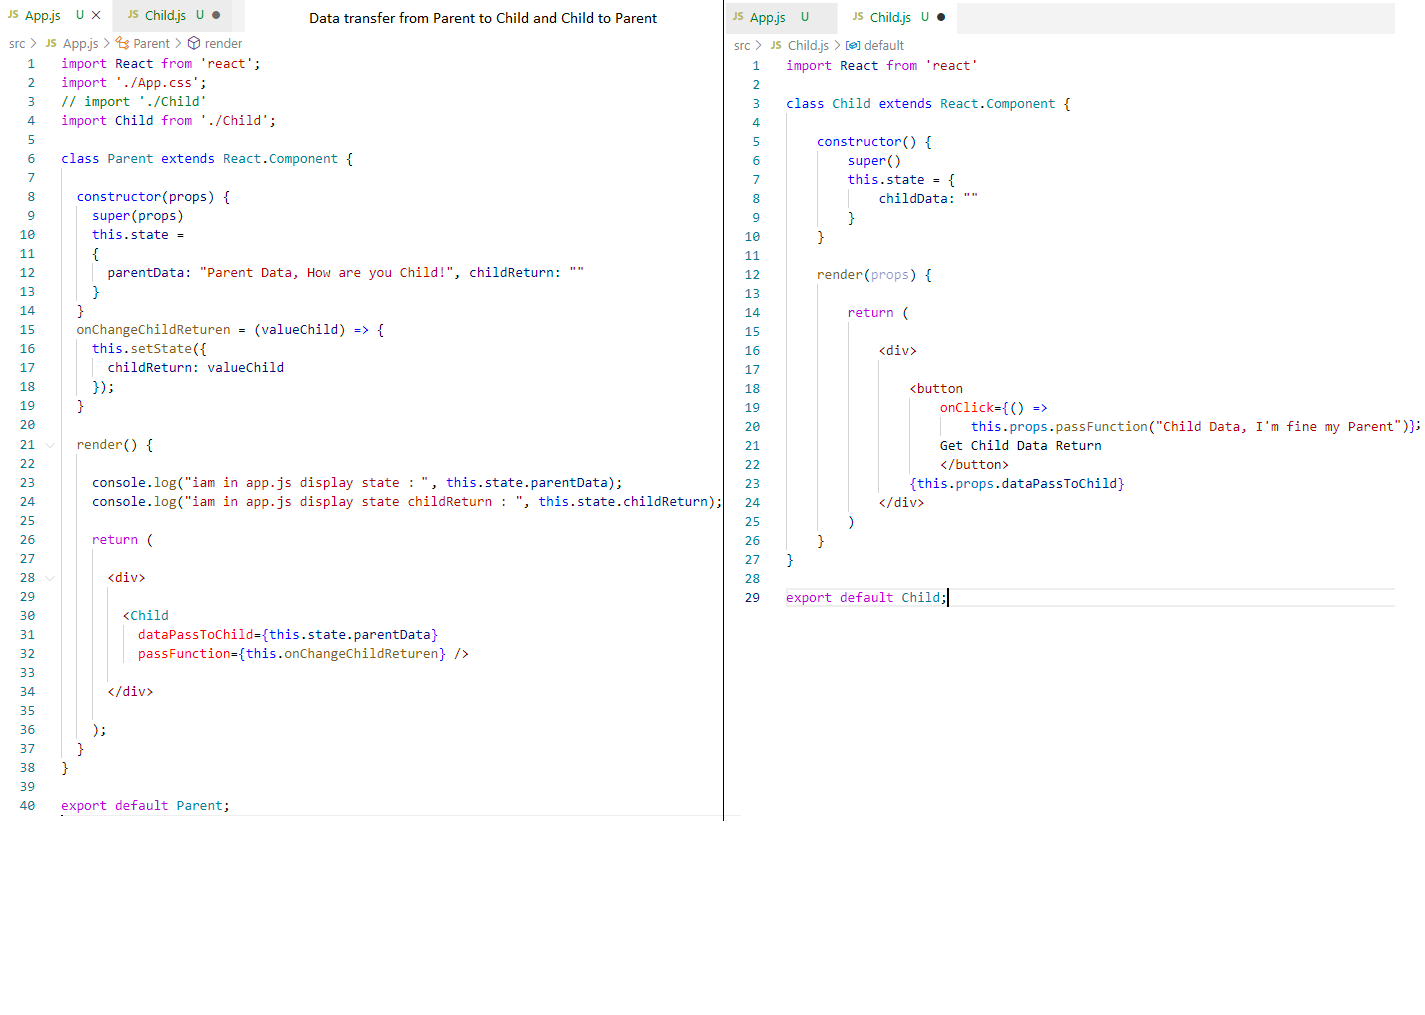 JS App.js U × JS Child.js U ●
Data transfer from Parent to Child and Child to Parent
src > JS App.js > Parent > render
1 import React from 'react';
2 import './App.css';
3 // import './Child'
4 import Child from './Child';
5
6 class Parent extends React.Component {
7
8 constructor(props) {
9 super(props)
10 this.state =
11 {
12 parentData: "Parent Data, How are you Child!", childReturn: ""
13 }
14 }
15 onChangeChildReturen = (valueChild) => {
16 this.setState({
17 childReturn: valueChild
18 });
19 }
20
21 render() {
22
23 console.log("iam in app.js display state : ", this.state.parentData);
24 console.log("iam in app.js display state childReturn : ", this.state.childReturn);
25
26 return (
27
28 <div>
29
30 <Child
31 dataPassToChild={this.state.parentData}
32 passFunction={this.onChangeChildReturen} />
33
34 </div>
35
36 );
37 }
38 }
39
40 export default Parent;
JS App.js U JS Child.js U ●
src > JS Child.js > default
1 import React from 'react'
2
3 class Child extends React.Component {
4
5 constructor() {
6 super()
7 this.state = {
8 childData: ""
9 }
10 }
11
12 render(props) {
13
14 return (
15
16 <div>
17
18 <button
19 onClick={() =>
20 this.props.passFunction("Child Data, I'm fine my Parent")};
21 Get Child Data Return
22 </button>
23 {this.props.dataPassToChild}
24 </div>
25 )
26 }
27 }
28
29 export default Child;